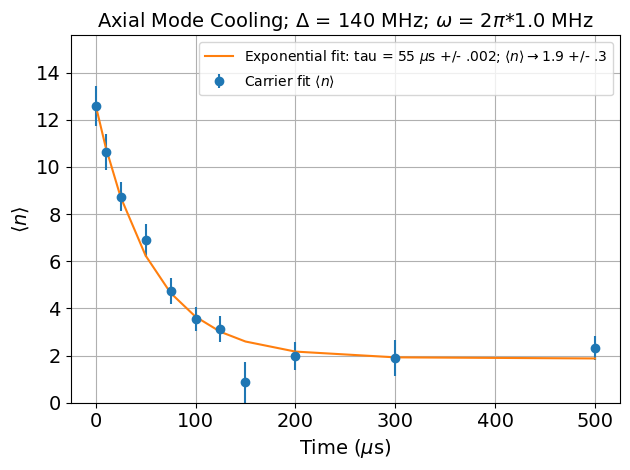 Axial Mode Cooling; Δ = 140 MHz; ω = 2π*1.0 MHz
Exponential fit: tau = 55 μs +/- .002; ⟨n⟩ → 1.9 +/- .3
Carrier fit ⟨n⟩
14
12
10
8
6
4
2
0
⟨n⟩
0 100 200 300 400 500
Time (μs)